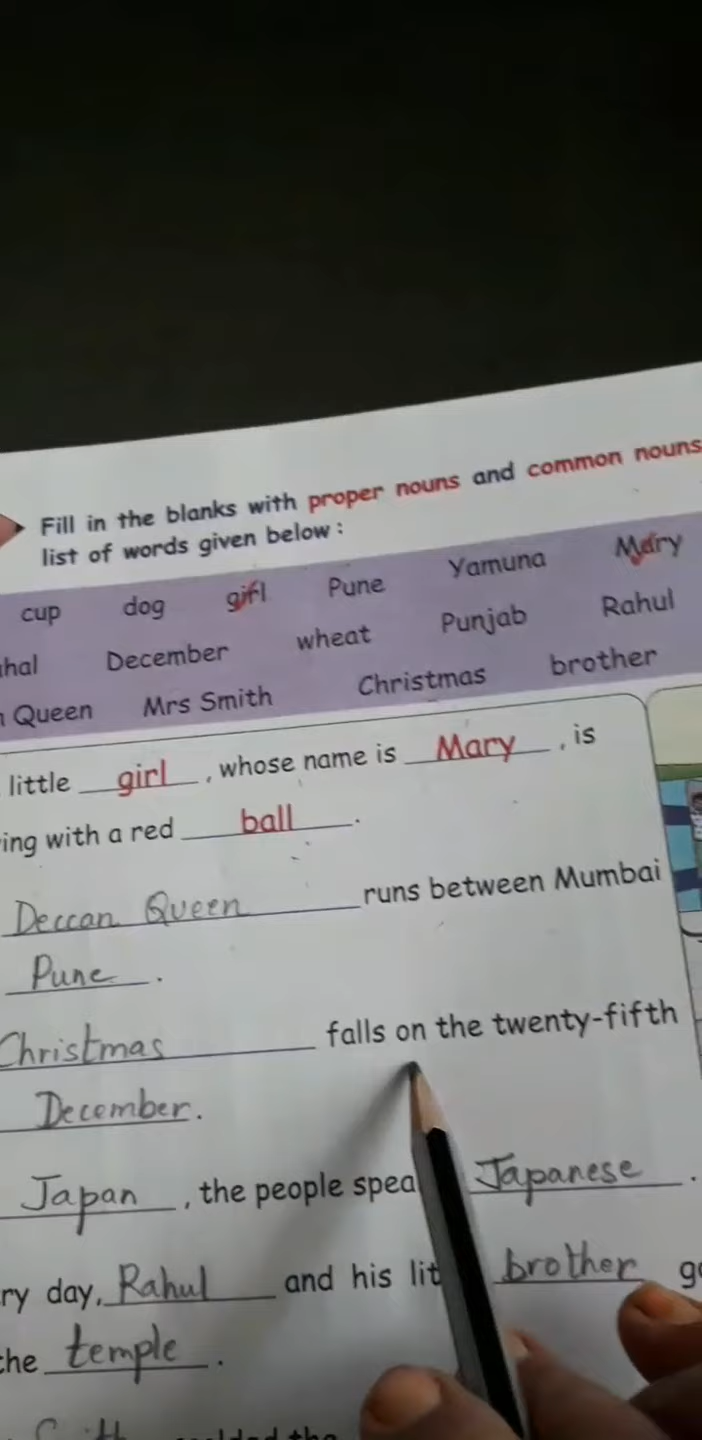 Fill in the blanks with proper nouns and common nouns
list of words given below :
cup dog girl Pune Yamuna Mary
hal December wheat Punjab Rahul
Queen Mrs Smith Christmas brother
little girl , whose name is Mary , is
ing with a red ball .
Deccan Queen runs between Mumbai
Pune .
Christmas falls on the twenty-fifth
December .
Japan , the people spea Japanese .
ry day, Rahul and his lit brother g
the temple .